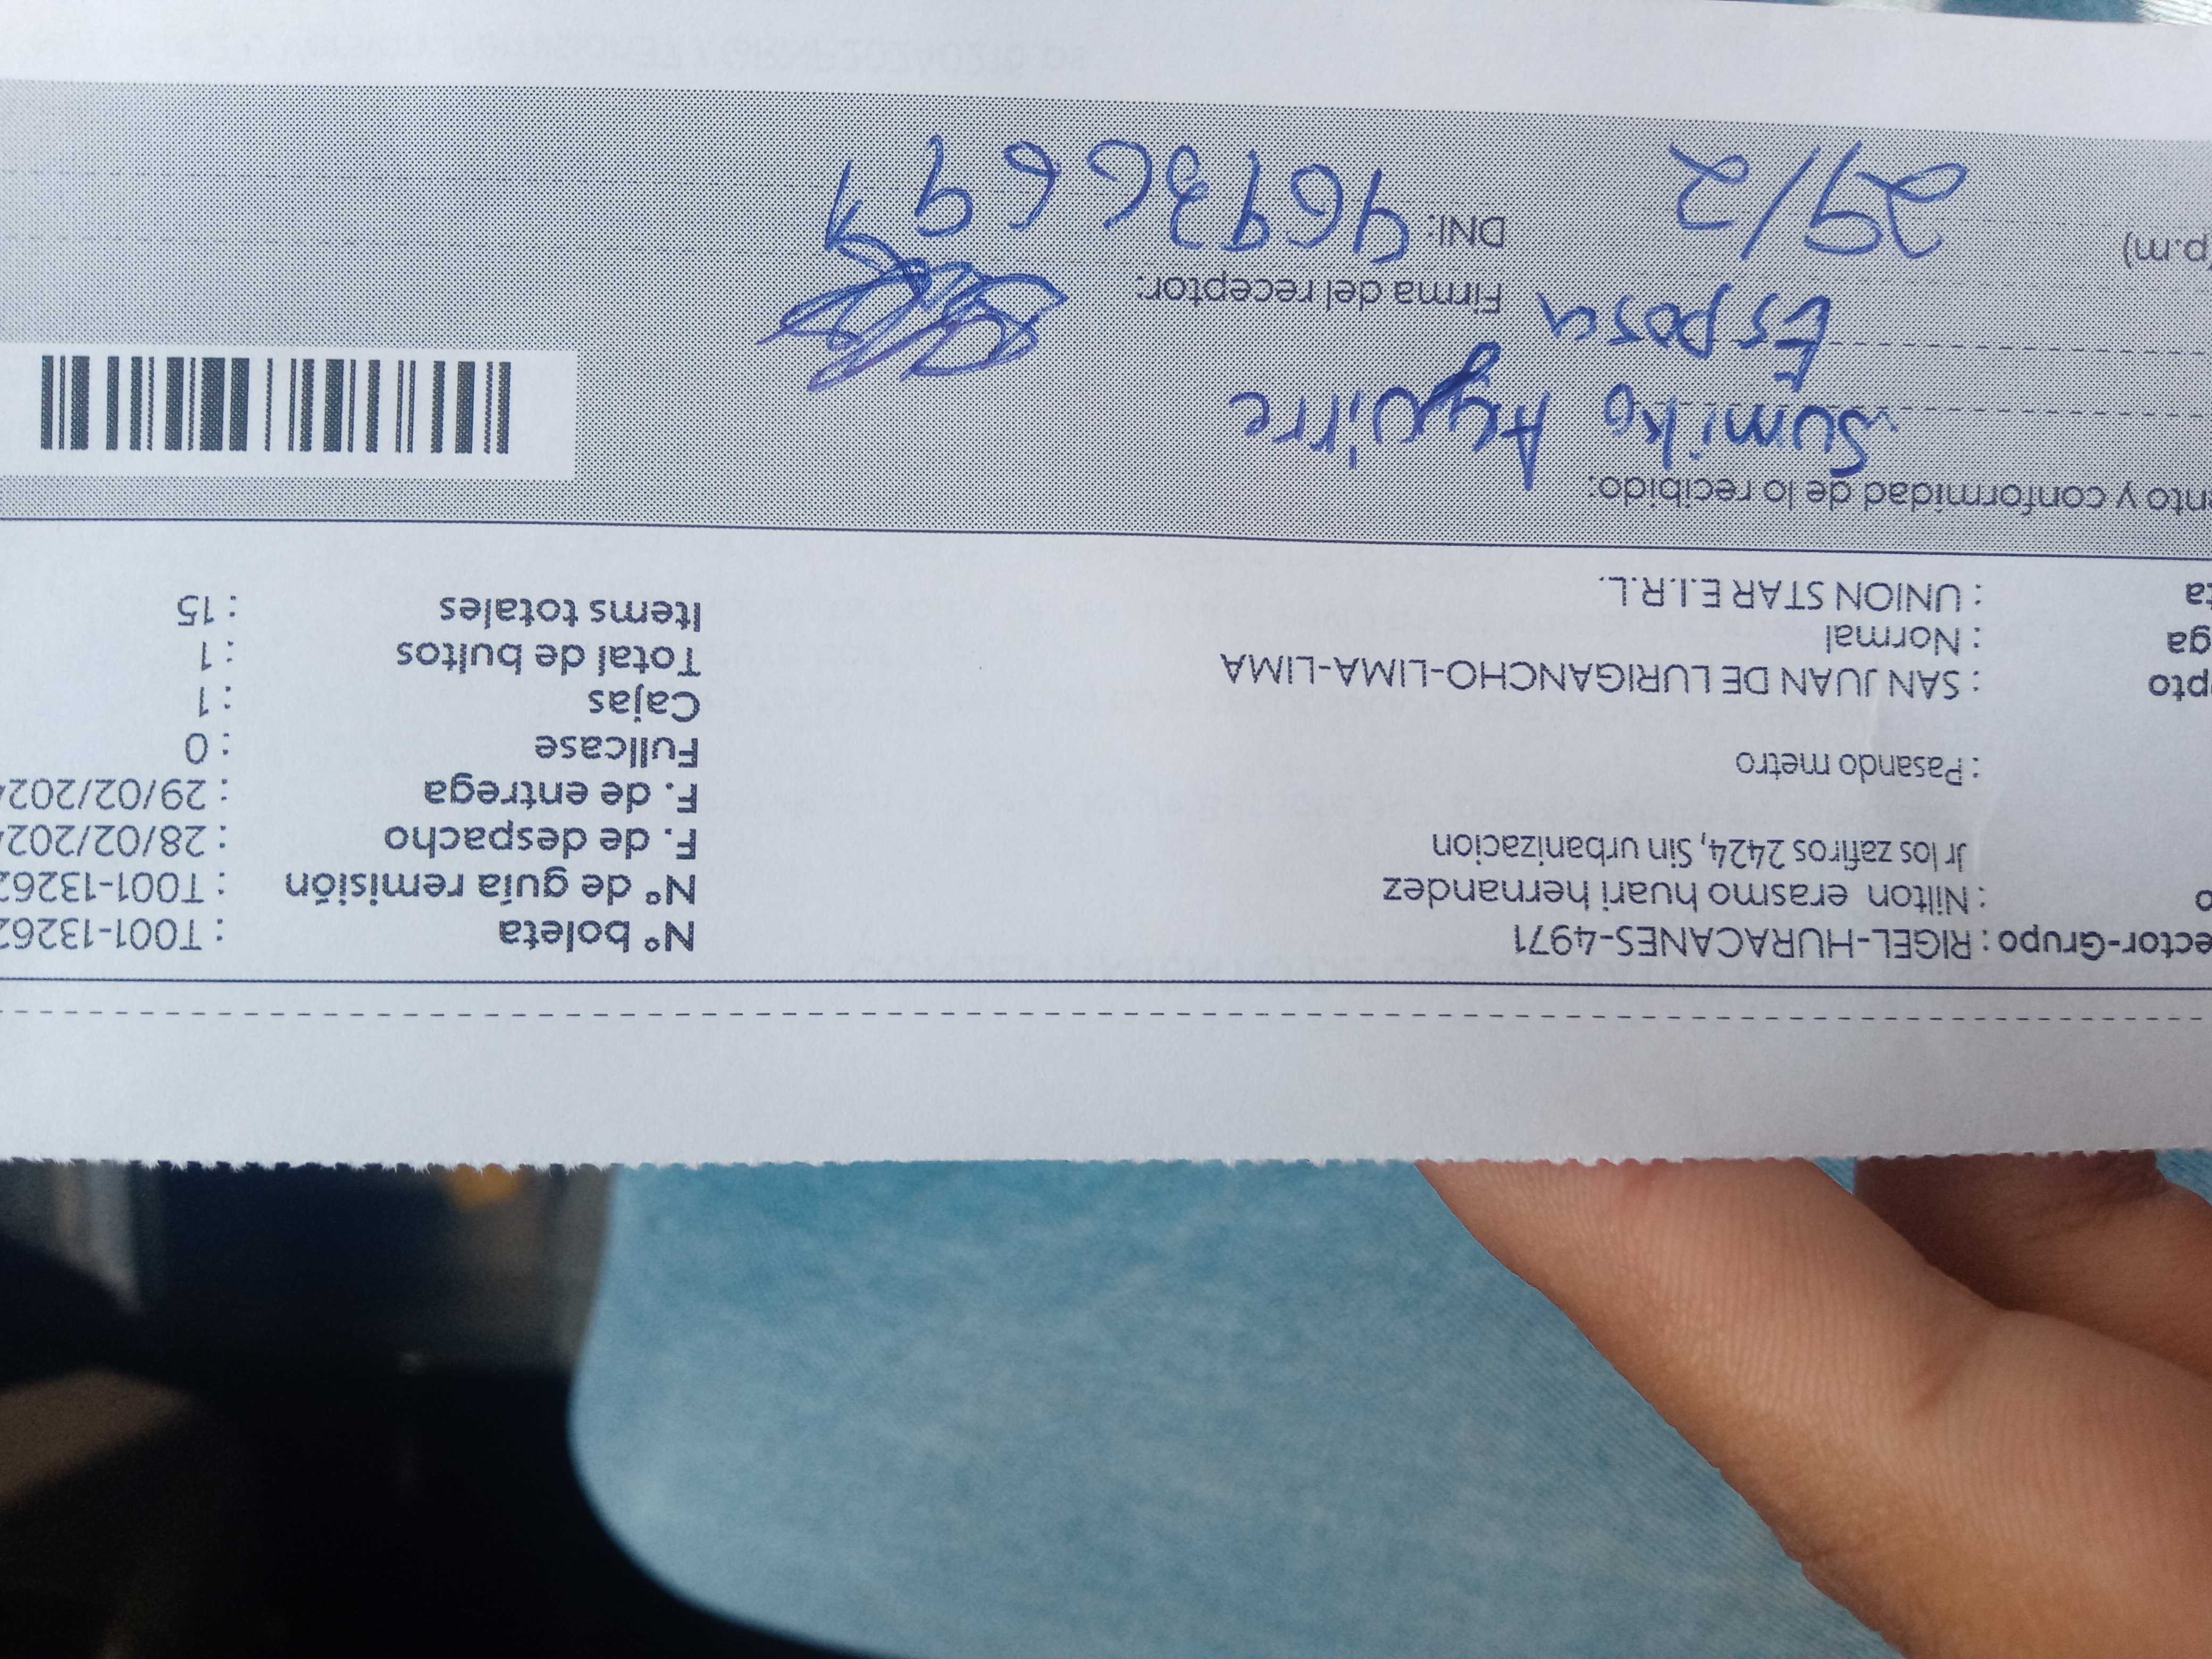 ector-Grupo : RIGEL-HURACANES-4971
o : Nilton erasmo huari hernandez
Jr los zafiros 2424, Sin urbanizacion
: Pasando metro
pto : SAN JUAN DE LURIGANCHO-LIMA-LIMA
ga : Normal
ta : UNION STAR E.I.R.L.
N° boleta : T001-13262
N° de guía remisión : T001-13262
F. de despacho : 28/02/2024
F. de entrega : 29/02/2024
Fullcase : 0
Cajas : 1
Total de bultos : 1
Items totales : 15
ento y conformidad de lo recibido:
Sumiko Aguirre
Esposa
Firma del receptor:
p.m) 29/2
DNI: